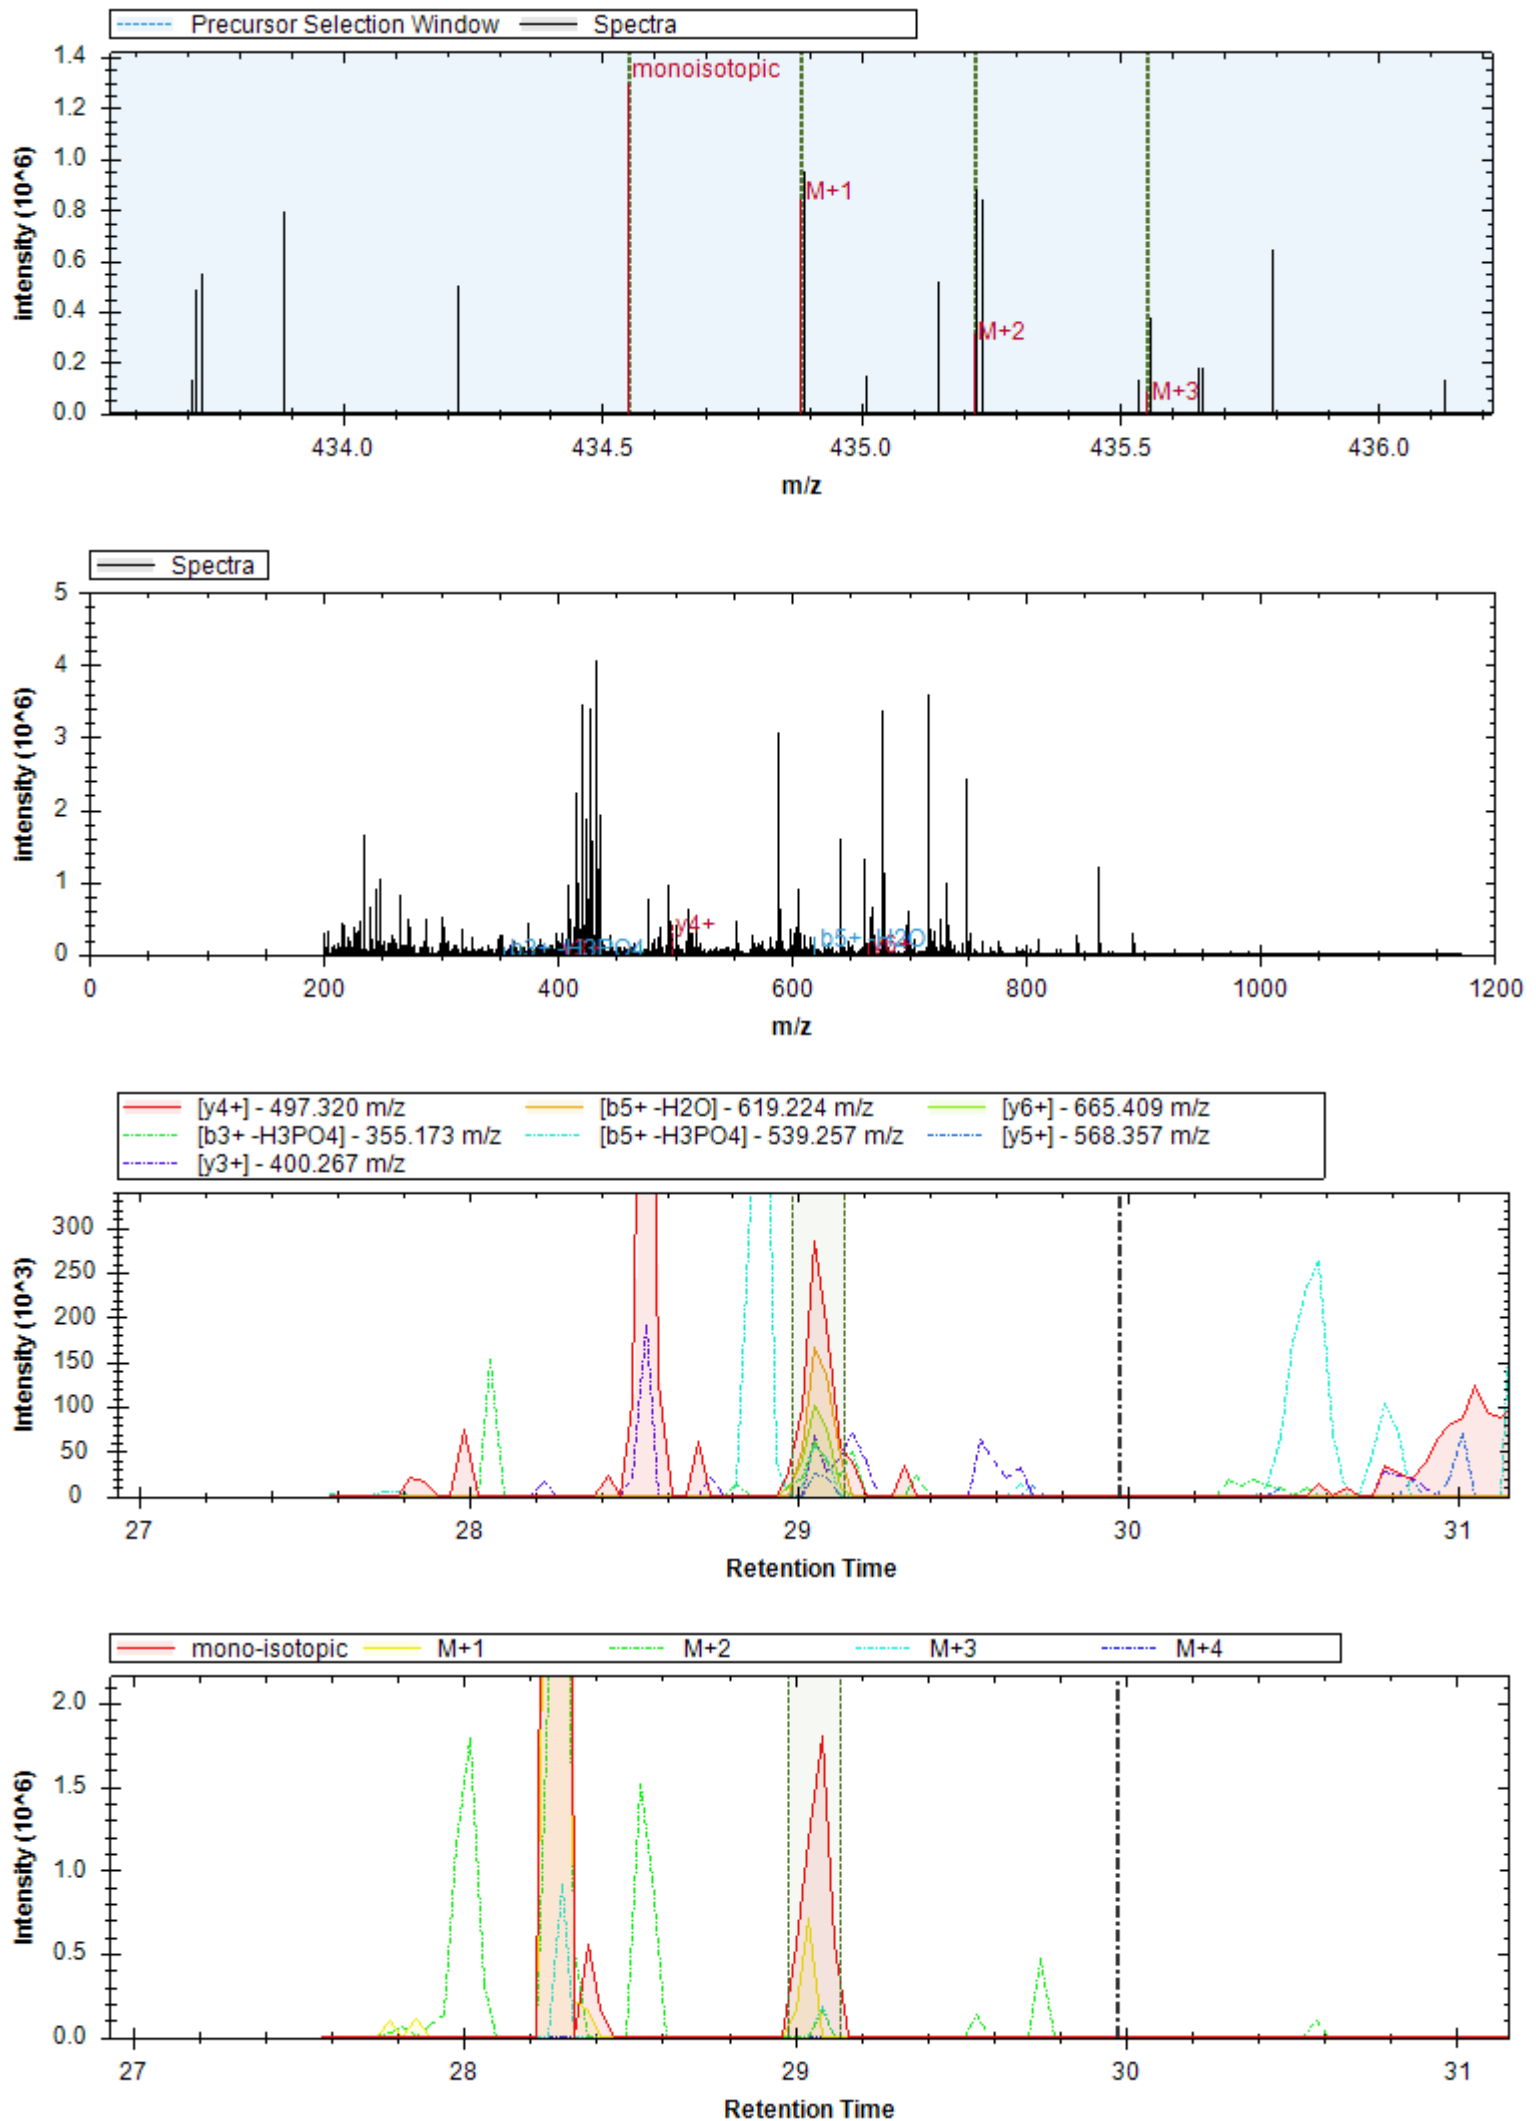 Precursor Selection Window Spectra
1.4
1.2
1.0
0.8
0.6
0.4
0.2
0.0
intensity (10^6)
monoisotopic
M+1
M+2
M+3
434.0 434.5 435.0 435.5 436.0
m/z
Spectra
5
4
3
2
1
0
intensity (10^6)
y4+
b3+ -H3PO4
b5+ -H2O
0 200 400 600 800 1000 1200
m/z
[y4+] - 497.320 m/z [b5+ -H2O] - 619.224 m/z [y6+] - 665.409 m/z
[b3+ -H3PO4] - 355.173 m/z [b5+ -H3PO4] - 539.257 m/z [y5+] - 568.357 m/z
[y3+] - 400.267 m/z
300
250
200
150
100
50
0
Intensity (10^3)
27 28 29 30 31
Retention Time
mono-isotopic M+1 M+2 M+3 M+4
2.0
1.5
1.0
0.5
0.0
Intensity (10^6)
27 28 29 30 31
Retention Time